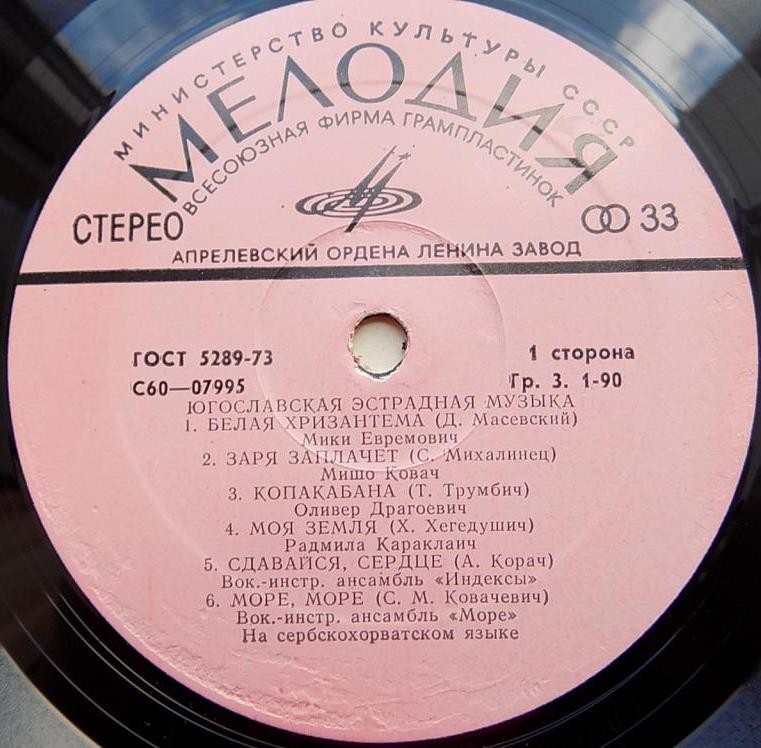 МИНИСТЕРСТВО КУЛЬТУРЫ СССР
МЕЛОДИЯ
ВСЕСОЮЗНАЯ ФИРМА ГРАМПЛАСТИНОК
СТЕРЕО
33
АПРЕЛЕВСКИЙ ОРДЕНА ЛЕНИНА ЗАВОД
ГОСТ 5289-73
1 сторона
С60—07995
Гр. 3. 1-90
ЮГОСЛАВСКАЯ ЭСТРАДНАЯ МУЗЫКА
1. БЕЛАЯ ХРИЗАНТЕМА (Д. Масевский)
Мики Евремович
2. ЗАРЯ ЗАПЛАЧЕТ (С. Михалинец)
Мишо Ковач
3. КОПАКАБАНА (Т. Трумбич)
Оливер Драгоевич
4. МОЯ ЗЕМЛЯ (Х. Хегедушич)
Радмила Караклаич
5. СДАВАЙСЯ, СЕРДЦЕ (А. Корач)
Вок.-инстр. ансамбль «Индексы»
6. МОРЕ, МОРЕ (С. М. Ковачевич)
Вок.-инстр. ансамбль «Море»
На сербскохорватском языке